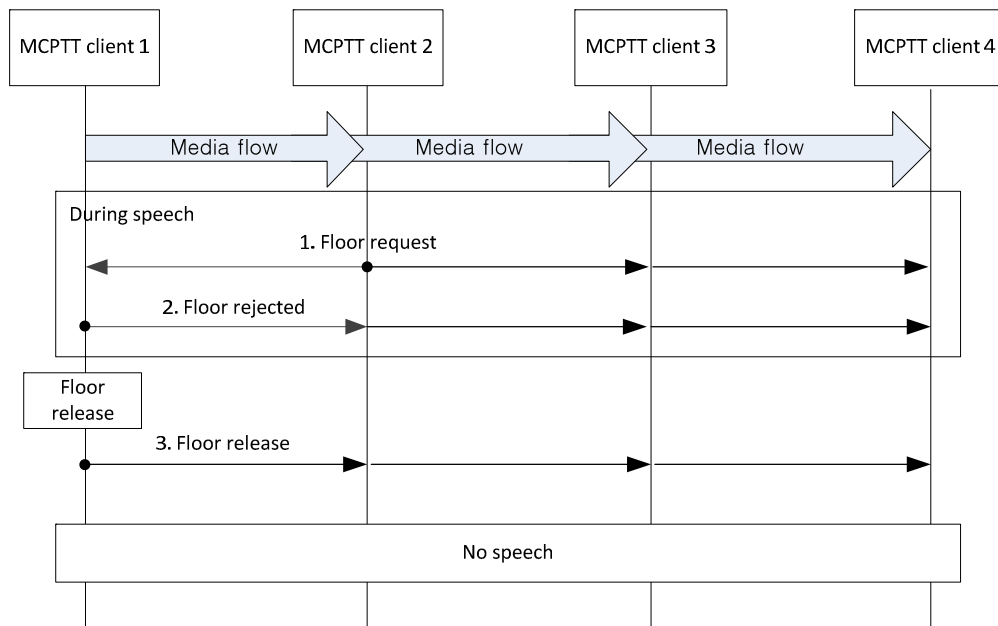 MCPTT client 1
MCPTT client 2
MCPTT client 3
MCPTT client 4
Media flow
Media flow
Media flow
During speech
1. Floor request
2. Floor rejected
Floor
release
3. Floor release
No speech